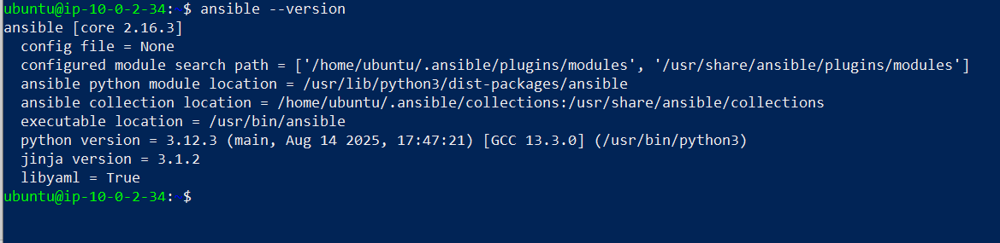 ubuntu@ip-10-0-2-34:~$ ansible --version
ansible [core 2.16.3]
  config file = None
  configured module search path = ['/home/ubuntu/.ansible/plugins/modules', '/usr/share/ansible/plugins/modules']
  ansible python module location = /usr/lib/python3/dist-packages/ansible
  ansible collection location = /home/ubuntu/.ansible/collections:/usr/share/ansible/collections
  executable location = /usr/bin/ansible
  python version = 3.12.3 (main, Aug 14 2025, 17:47:21) [GCC 13.3.0] (/usr/bin/python3)
  jinja version = 3.1.2
  libyaml = True
ubuntu@ip-10-0-2-34:~$